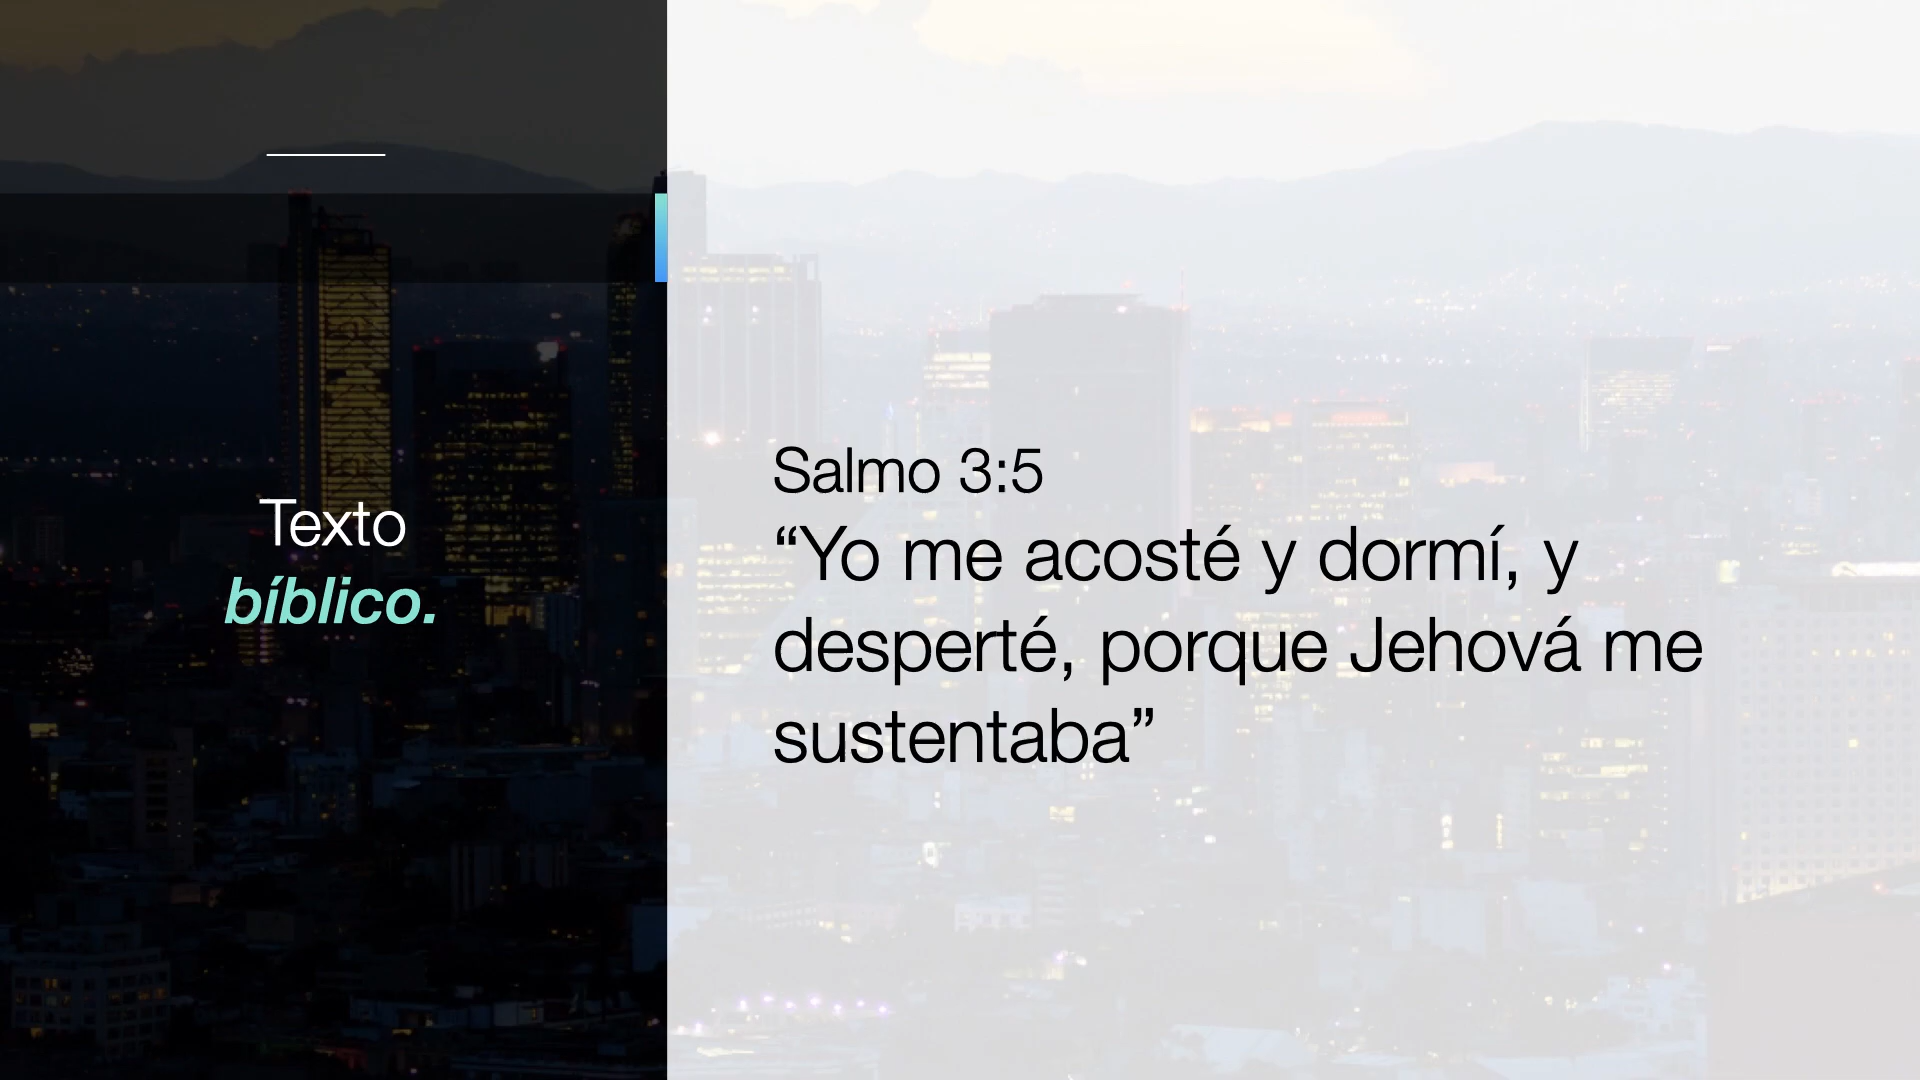 Texto
bíblico.
Salmo 3:5
“Yo me acosté y dormí, y
desperté, porque Jehová me
sustentaba”